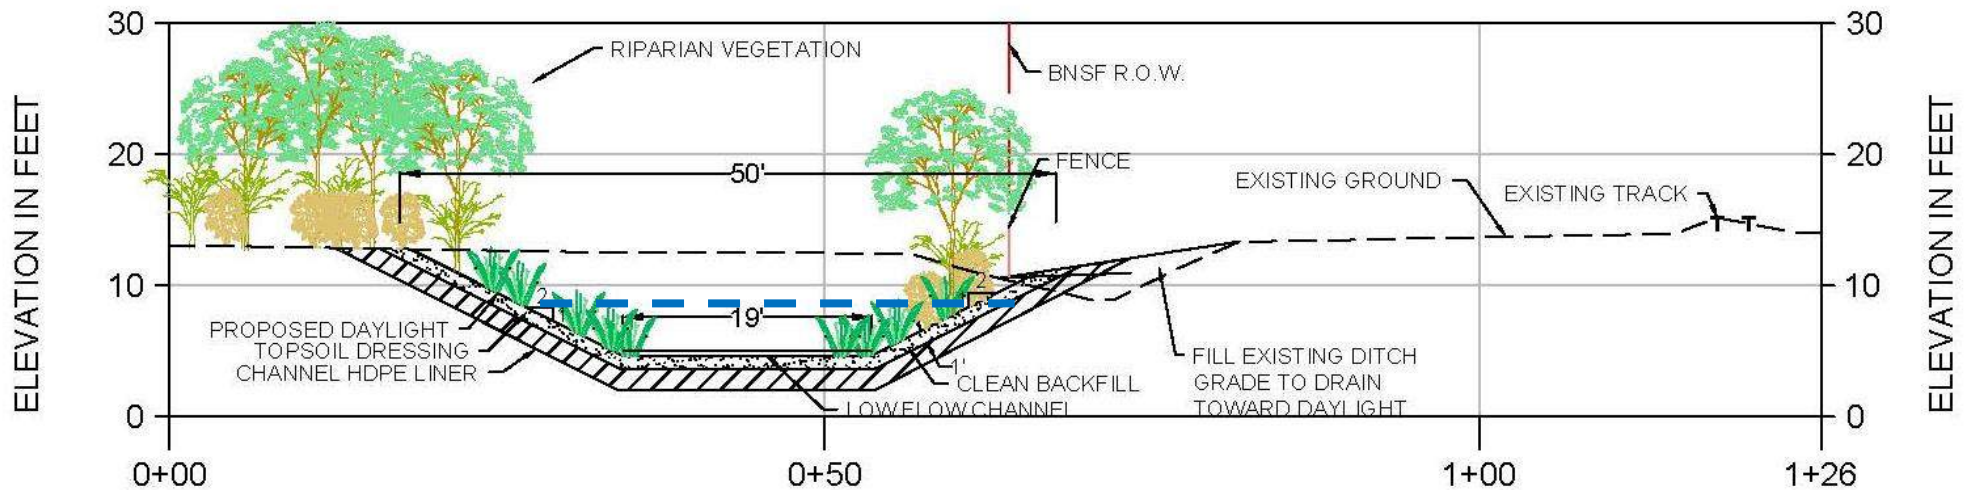 30
30
RIPARIAN VEGETATION
BNSF R.O.W.
20
20
50'
FENCE
EXISTING GROUND
EXISTING TRACK
ELEVATION IN FEET
ELEVATION IN FEET
10
10
2
2
19'
PROPOSED DAYLIGHT
TOPSOIL DRESSING
CHANNEL HDPE LINER
1'
CLEAN BACKFILL
LOW FLOW CHANNEL
FILL EXISTING DITCH
GRADE TO DRAIN
TOWARD DAYLIGHT
0
0
0+00
0+50
1+00
1+26